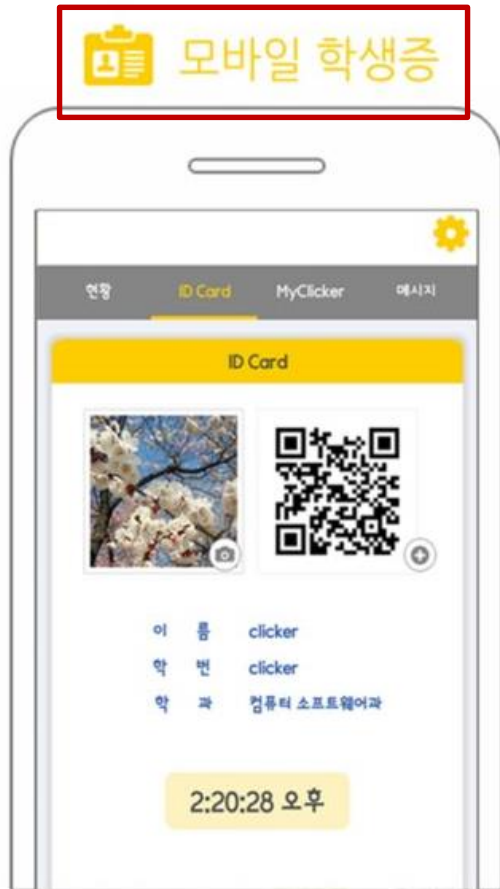 모바일 학생증
현황 ID Card MyClicker 메시지
ID Card
이 름 clicker
학 번 clicker
학 과 컴퓨터 소프트웨어과
2:20:28 오후